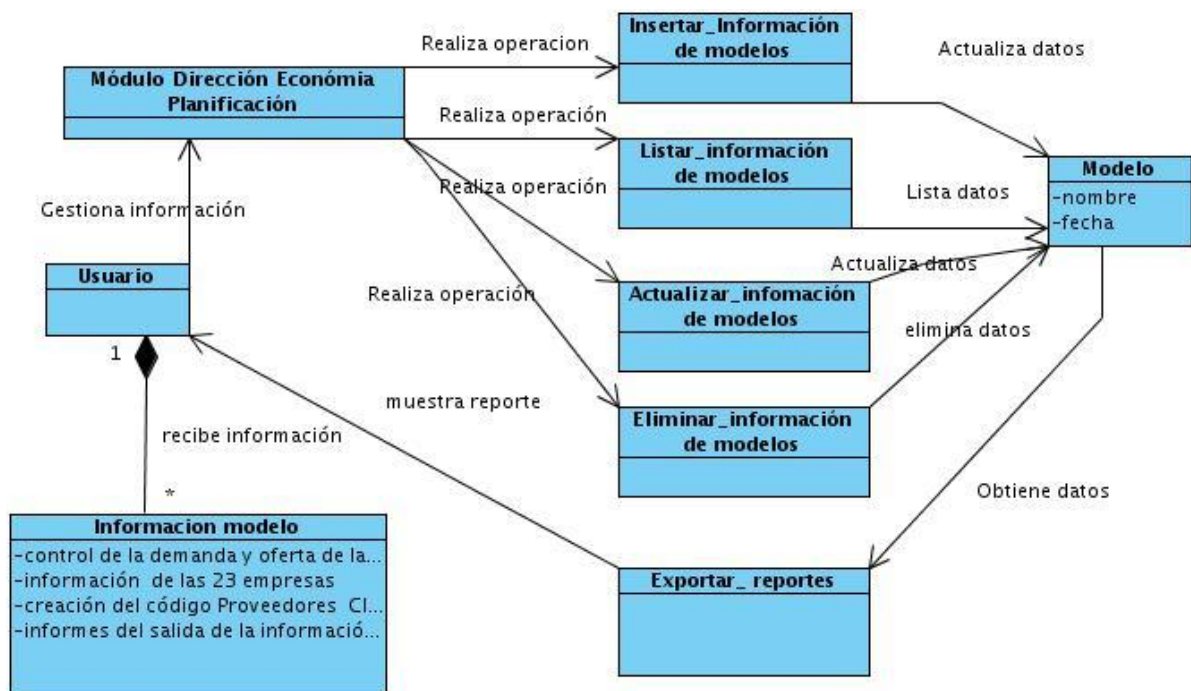 Insertar_Información
de modelos
Realiza operacion
Actualiza datos
Módulo Dirección Económia
Planificación
Realiza operación
Listar_información
de modelos
Realiza operación
Lista datos
Modelo
-nombre
-fecha
Gestiona información
Usuario
Actualiza datos
Realiza operación
Actualizar_infomación
de modelos
elimina datos
1
muestra reporte
Eliminar_información
de modelos
recibe información
*
Obtiene datos
Informacion modelo
-control de la demanda y oferta de la...
-información de las 23 empresas
-creación del código Proveedores Cl...
-informes del salida de la informació...
Exportar_ reportes